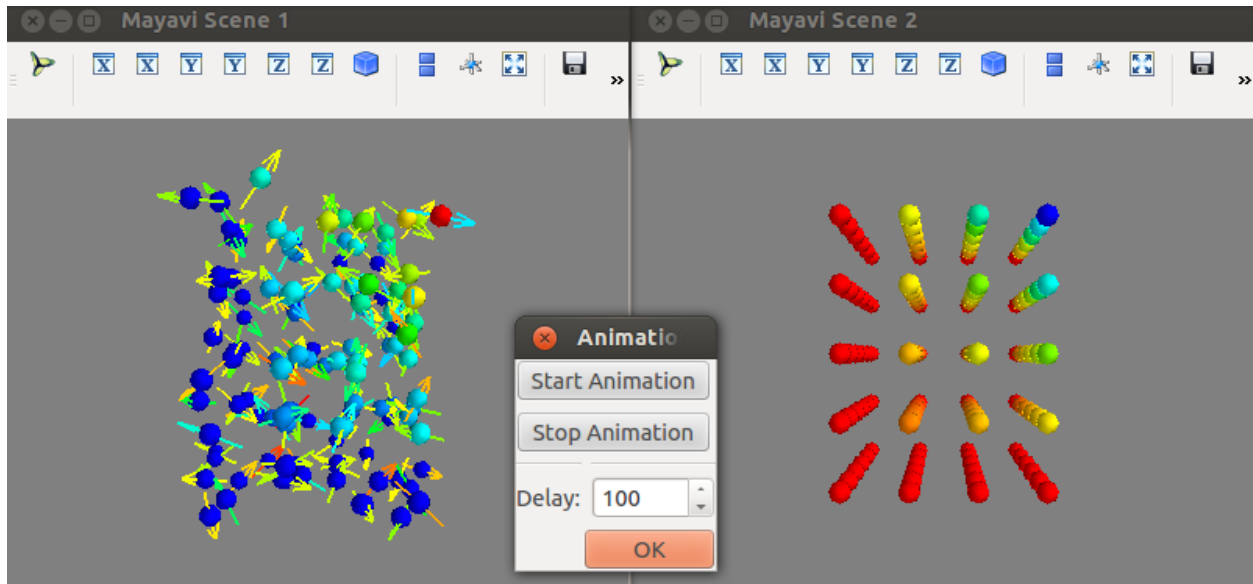 Mayavi Scene 1
X X Y Y Z Z
»
Mayavi Scene 2
X X Y Y Z Z
»
Animatio
Start Animation
Stop Animation
Delay: 100
OK